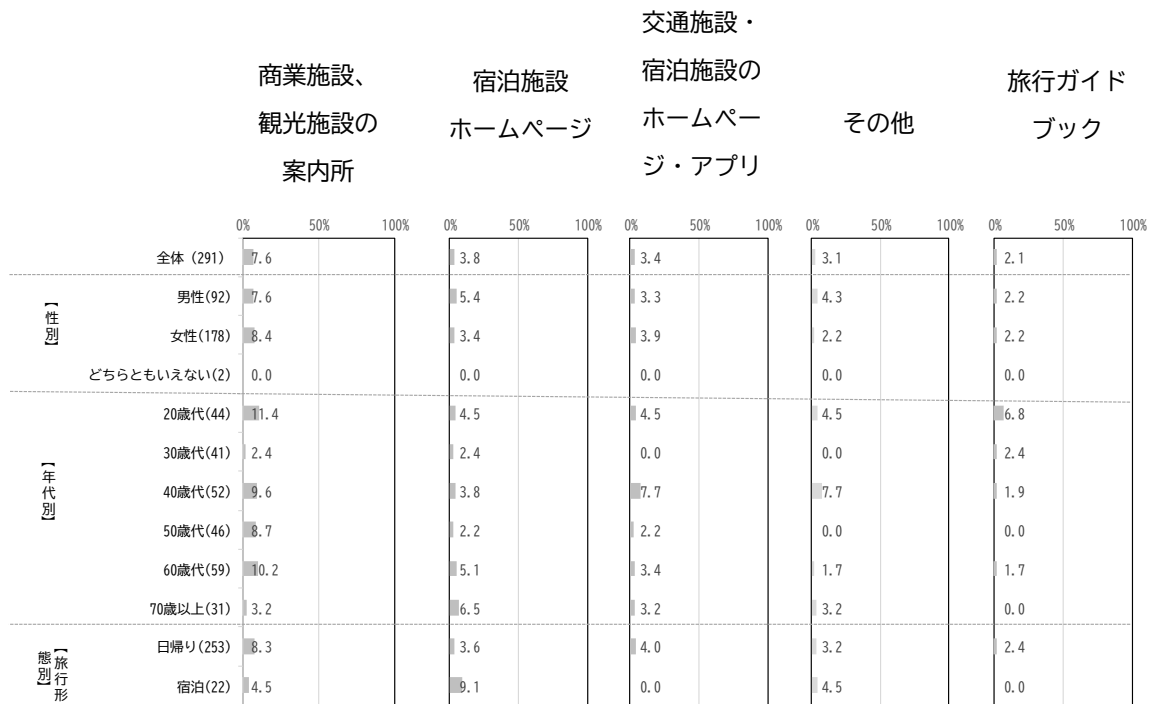 商業施設、
観光施設の
案内所
宿泊施設
ホームページ
交通施設・
宿泊施設の
ホームペー
ジ・アプリ
その他
旅行ガイド
ブック
0% 50% 100% 0% 50% 100% 0% 50% 100% 0% 50% 100% 0% 50% 100%
全体 (291) 7.6 3.8 3.4 3.1 2.1
【性別】
男性(92) 7.6 5.4 3.3 4.3 2.2
女性(178) 8.4 3.4 3.9 2.2 2.2
どちらともいえない(2) 0.0 0.0 0.0 0.0 0.0
【年代別】
20歳代(44) 11.4 4.5 4.5 4.5 6.8
30歳代(41) 2.4 2.4 0.0 0.0 2.4
40歳代(52) 9.6 3.8 7.7 7.7 1.9
50歳代(46) 8.7 2.2 2.2 0.0 0.0
60歳代(59) 10.2 5.1 3.4 1.7 1.7
70歳以上(31) 3.2 6.5 3.2 3.2 0.0
【旅行形
態別】
日帰り(253) 8.3 3.6 4.0 3.2 2.4
宿泊(22) 4.5 9.1 0.0 4.5 0.0